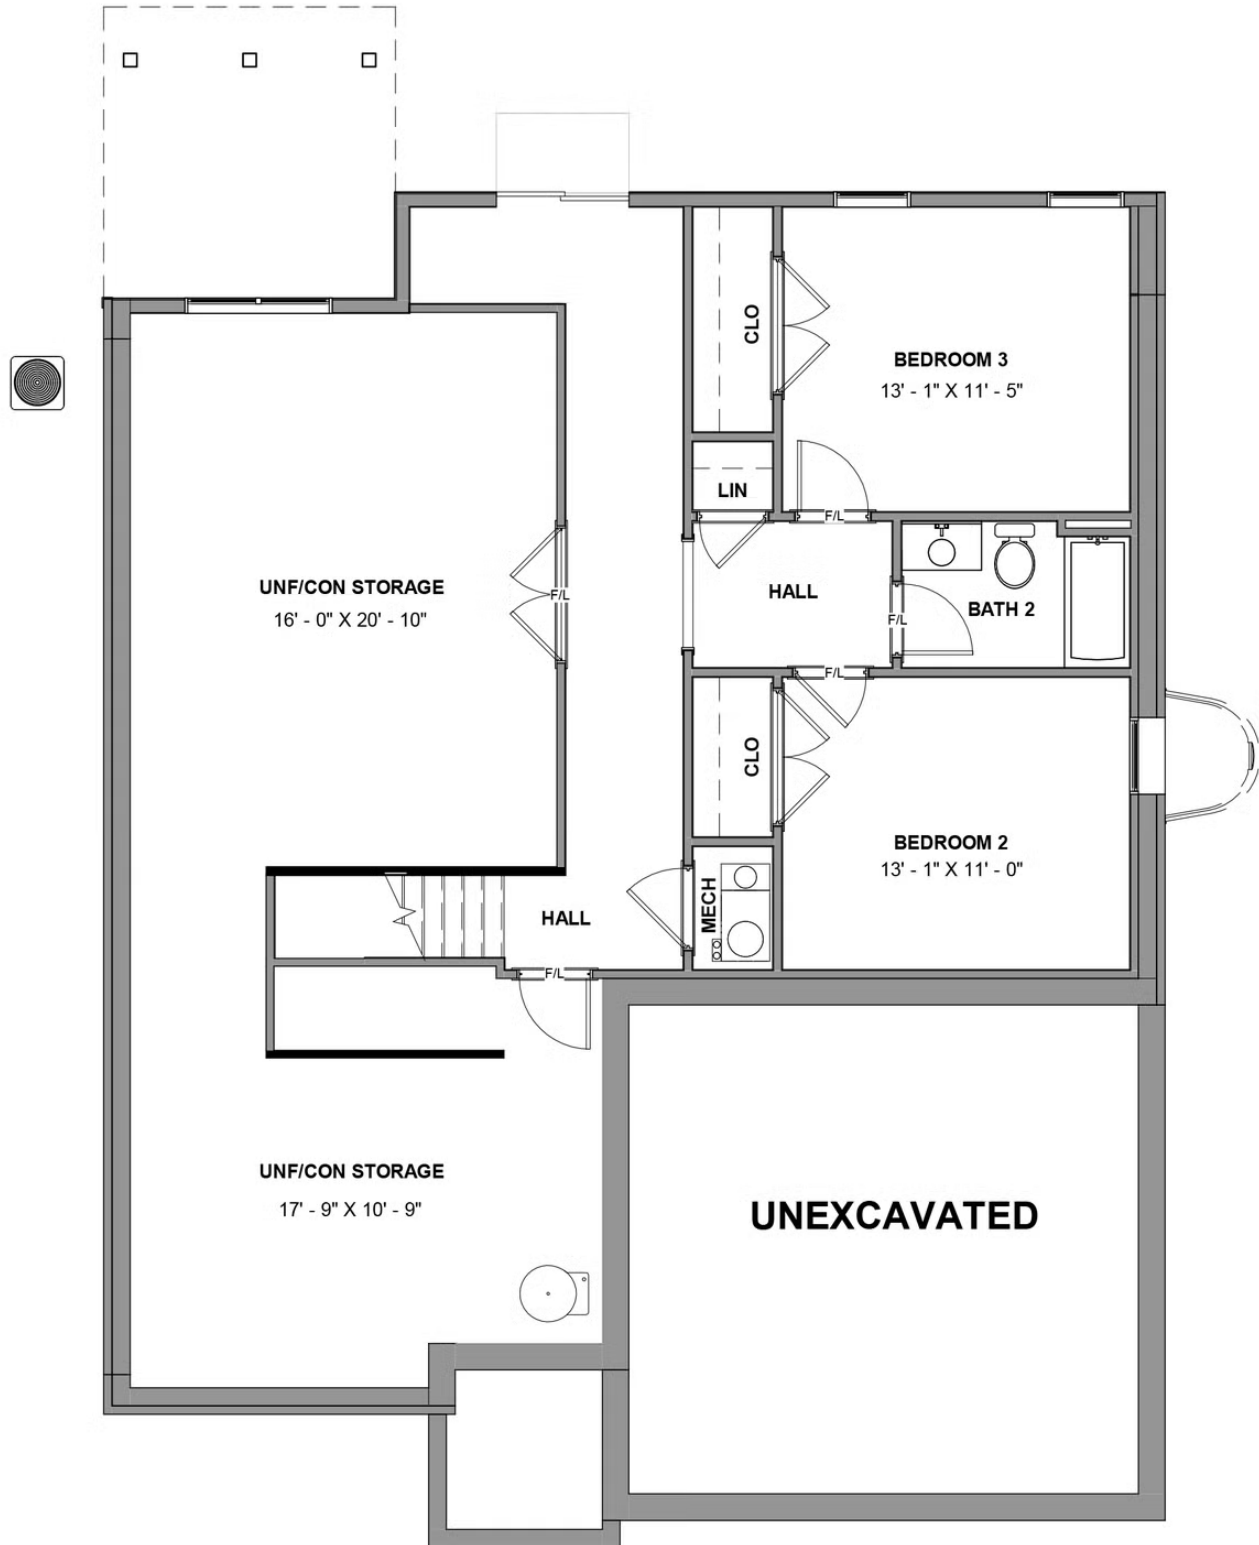 CLO
BEDROOM 3
13' - 1" X 11' - 5"
LIN
F/L
UNF/CON STORAGE
16' - 0" X 20' - 10"
F/L
HALL
F/L
BATH 2
F/L
CLO
BEDROOM 2
13' - 1" X 11' - 0"
MECH
HALL
F/L
UNF/CON STORAGE
17' - 9" X 10' - 9"
UNEXCAVATED